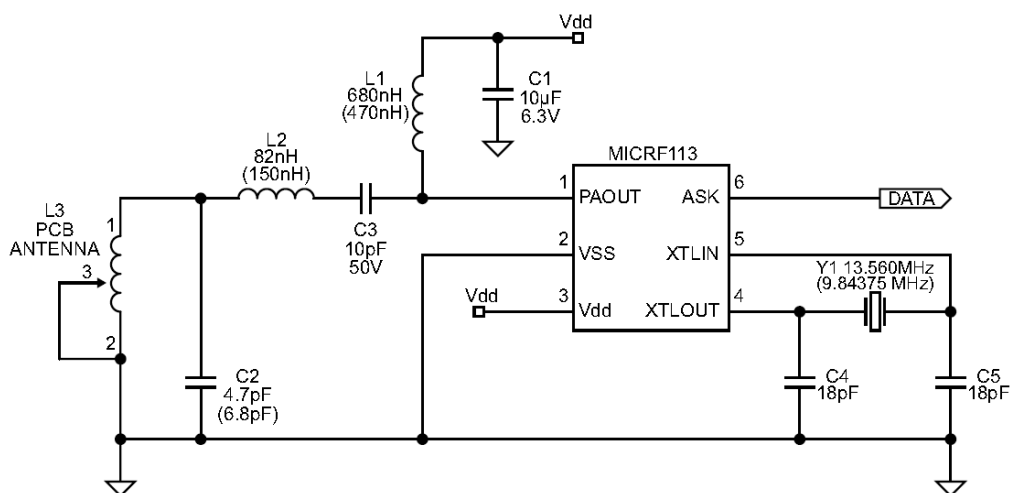 Vdd
L1
680nH
(470nH)
C1
10µF
6.3V
L2
82nH
(150nH)
MICRF113
1
PAOUT
ASK
6
DATA
L3
PCB
ANTENNA
1
3
2
C3
10pF
50V
2
VSS
XTLIN
5
Y1 13.560MHz
(9.84375 MHz)
Vdd
3
Vdd
XTLOUT
4
C2
4.7pF
(6.8pF)
C4
18pF
C5
18pF